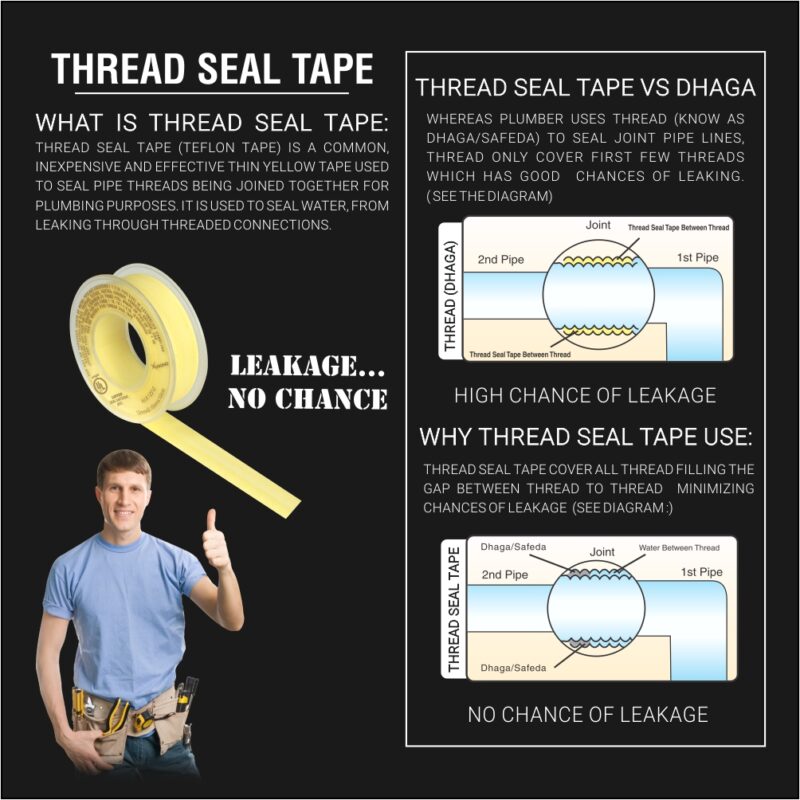 THREAD SEAL TAPE
WHAT IS THREAD SEAL TAPE:
THREAD SEAL TAPE (TEFLON TAPE) IS A COMMON,
INEXPENSIVE AND EFFECTIVE THIN YELLOW TAPE USED
TO SEAL PIPE THREADS BEING JOINED TOGETHER FOR
PLUMBING PURPOSES. IT IS USED TO SEAL WATER, FROM
LEAKING THROUGH THREADED CONNECTIONS.
LEAKAGE...
NO CHANCE
THREAD SEAL TAPE VS DHAGA
WHEREAS PLUMBER USES THREAD (KNOW AS
DHAGA/SAFEDA) TO SEAL JOINT PIPE LINES,
THREAD ONLY COVER FIRST FEW THREADS
WHICH HAS GOOD CHANCES OF LEAKING.
(SEE THE DIAGRAM)
THREAD (DHAGA)
Joint
Thread Seal Tape Between Thread
2nd Pipe
1st Pipe
Thread Seal Tape Between Thread
HIGH CHANCE OF LEAKAGE
WHY THREAD SEAL TAPE USE:
THREAD SEAL TAPE COVER ALL THREAD FILLING THE
GAP BETWEEN THREAD TO THREAD MINIMIZING
CHANCES OF LEAKAGE (SEE DIAGRAM :)
THREAD SEAL TAPE
Dhaga/Safeda
Joint
Water Between Thread
2nd Pipe
1st Pipe
Dhaga/Safeda
NO CHANCE OF LEAKAGE